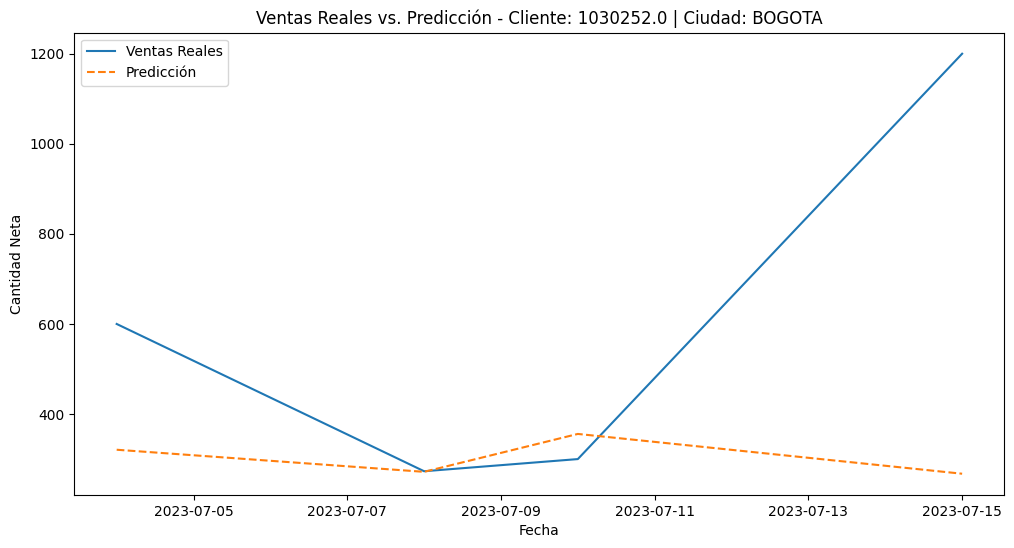 Ventas Reales vs. Predicción - Cliente: 1030252.0 | Ciudad: BOGOTA
Ventas Reales
Predicción
1200
1000
800
600
400
Cantidad Neta
2023-07-05 2023-07-07 2023-07-09 2023-07-11 2023-07-13 2023-07-15
Fecha